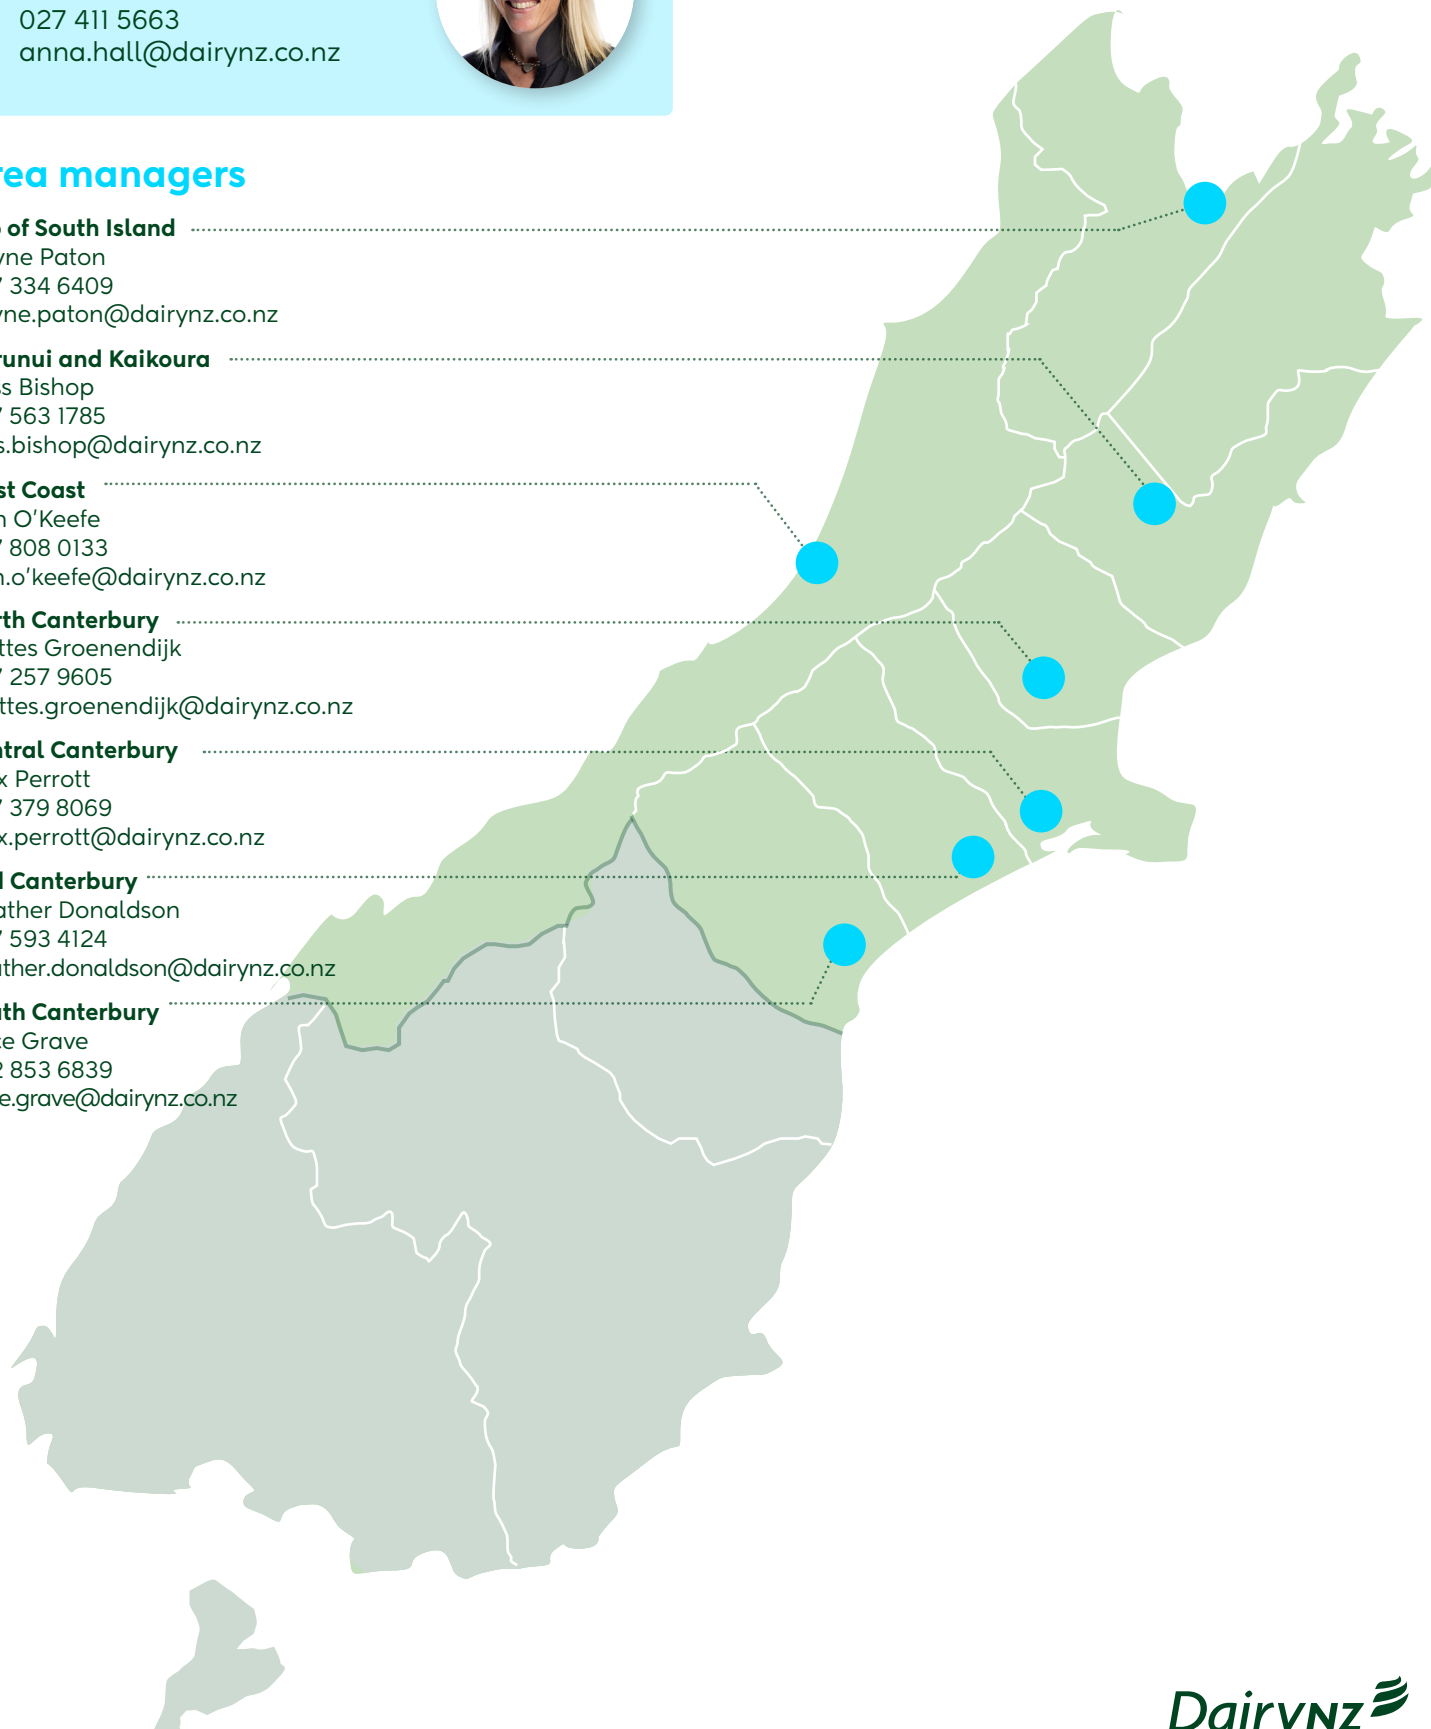 027 411 5663
anna.hall@dairynz.co.nz
rea managers
of South Island
yne Paton
334 6409
yne.paton@dairynz.co.nz
runui and Kaikoura
s Bishop
563 1785
s.bishop@dairynz.co.nz
st Coast
n O'Keefe
808 0133
n.o'keefe@dairynz.co.nz
rth Canterbury
ttes Groenendijk
257 9605
ttes.groenendijk@dairynz.co.nz
ntral Canterbury
x Perrott
379 8069
x.perrott@dairynz.co.nz
d Canterbury
ather Donaldson
593 4124
ather.donaldson@dairynz.co.nz
uth Canterbury
ce Grave
2 853 6839
e.grave@dairynz.co.nz
DairyNZ